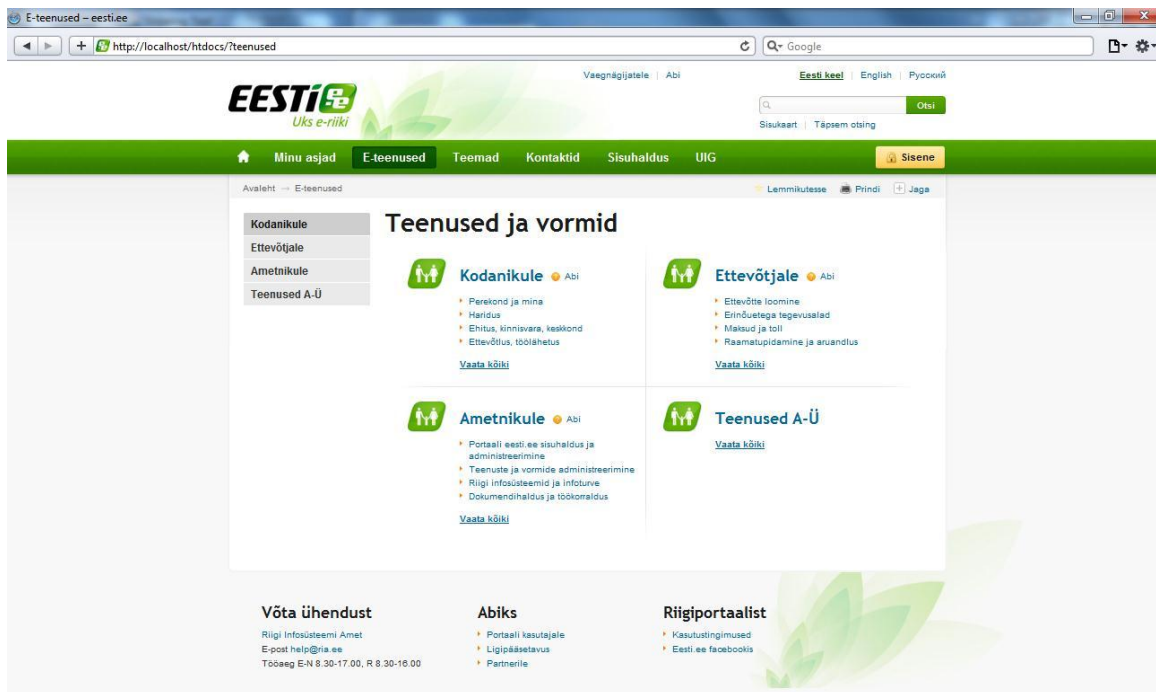 E-teenused – eesti.ee
http://localhost/htdocs/?teenused
Google
Vaegnägijatele Abi
Eesti keel English Русский
EESTI
Uks e-riiki
Otsi
Sisukaart Täpsem otsing
Minu asjad E-teenused Teemad Kontaktid Sisuhaldus UIG Sisene
Avaleht → E-teenused
Lemmikutesse Prindi Jaga
Kodanikule
Ettevõtjale
Ametnikule
Teenused A-Ü
Teenused ja vormid
Kodanikule Abi
Perekond ja mina
Haridus
Ehitus, kinnisvara, keskkond
Ettevõtlus, töölähetus
Vaata kõiki
Ettevõtjale Abi
Ettevõtte loomine
Erinõuetega tegevusalad
Maksud ja toll
Raamatupidamine ja aruandlus
Vaata kõiki
Ametnikule Abi
Portaali eesti.ee sisuhaldus ja
administreerimine
Teenuste ja vormide administreerimine
Riigi infosüsteemid ja infoturve
Dokumendihaldus ja töökorraldus
Vaata kõiki
Teenused A-Ü
Vaata kõiki
Võta ühendust
Riigi Infosüsteemi Amet
E-post help@ria.ee
Tööaeg E-N 8.30-17.00, R 8.30-16.00
Abiks
Portaali kasutajale
Ligipääsetavus
Partnerile
Riigiportaalist
Kasutustingimused
Eesti.ee facebookis